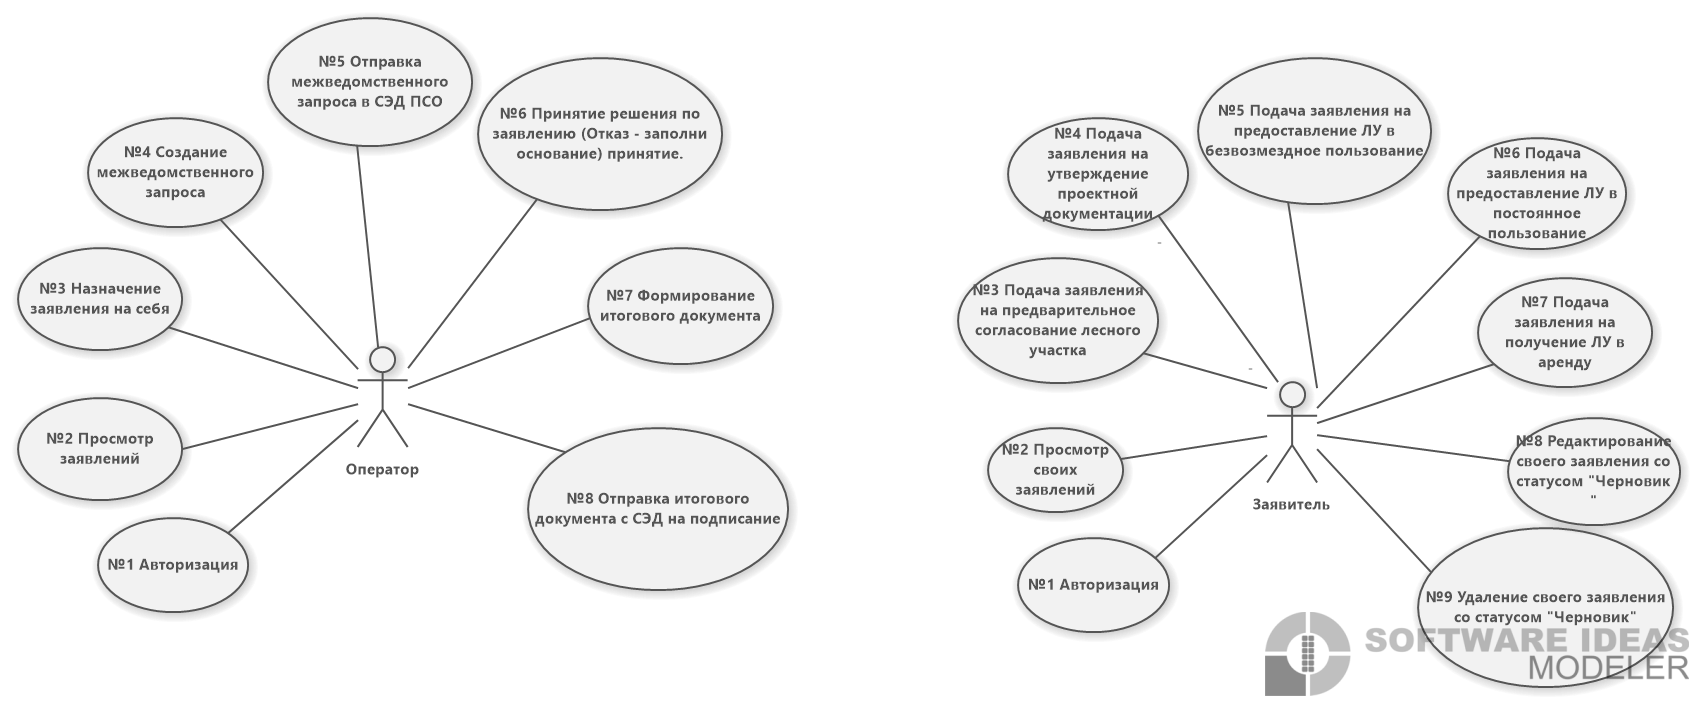 №5 Отправка
межведомственного
запроса в СЭД ПСО
№6 Принятие решения по
заявлению (Отказ - заполни
основание) принятие.
№4 Создание
межведомственного
запроса
№3 Назначение
заявления на себя
№7 Формирование
итогового документа
№2 Просмотр
заявлений
Оператор
№8 Отправка итогового
документа с СЭД на подписание
№1 Авторизация
№5 Подача заявления на
предоставление ЛУ в
безвозмездное пользование
№4 Подача
заявления на
утверждение
проектной
документации
№6 Подача
заявления на
предоставление ЛУ в
постоянное
пользование
№3 Подача заявления
на предварительное
согласование лесного
участка
№7 Подача
заявления на
получение ЛУ в
аренду
№2 Просмотр
своих
заявлений
Заявитель
№8 Редактирование
своего заявления со
статусом "Черновик
"
№1 Авторизация
№9 Удаление своего заявления
со статусом "Черновик"
SOFTWARE IDEAS
MODELER